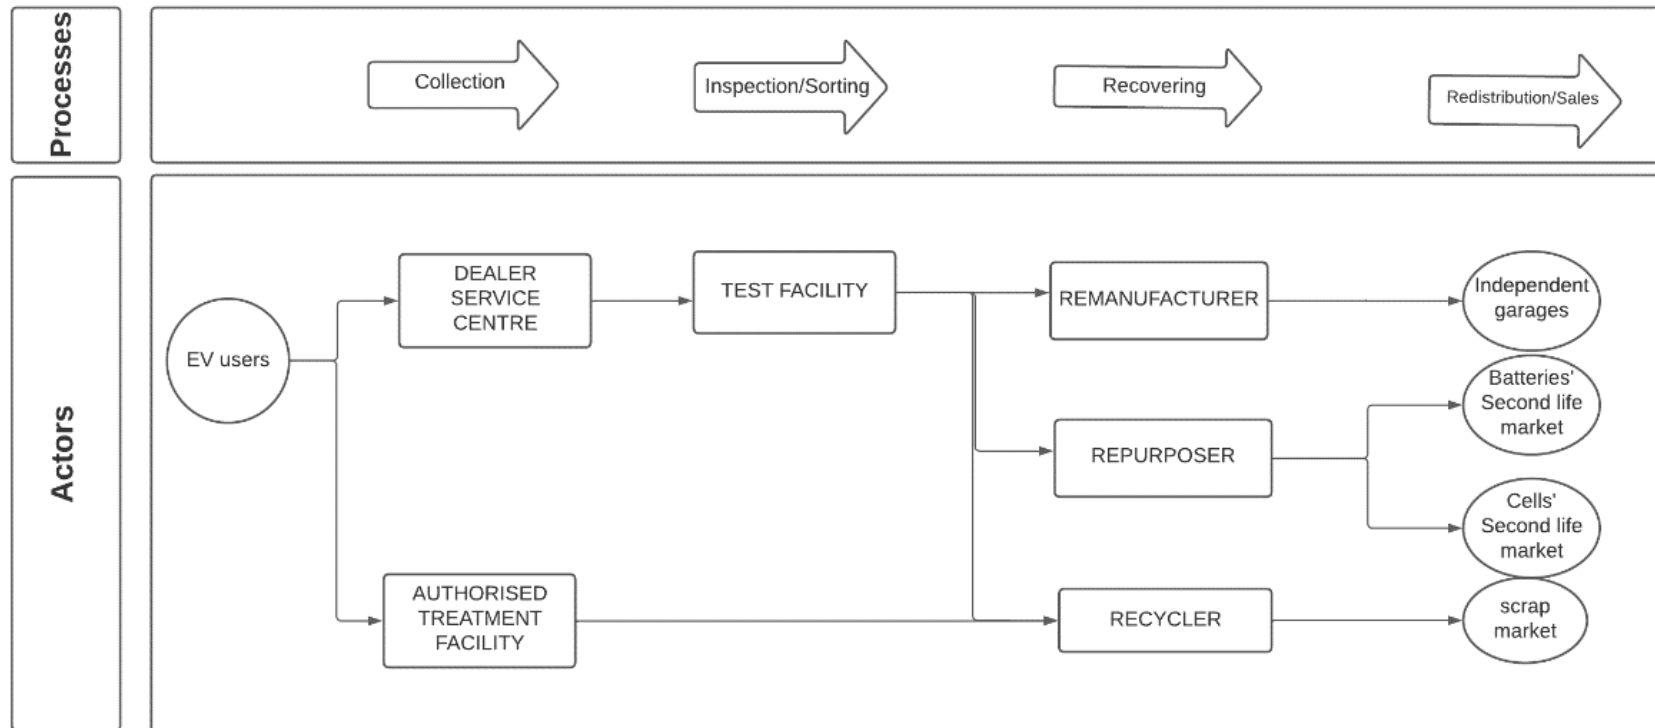 Processes
Collection
Inspection/Sorting
Recovering
Redistribution/Sales
Actors
EV users
DEALER
SERVICE
CENTRE
TEST FACILITY
REMANUFACTURER
Independent
garages
REPURPOSER
Batteries'
Second life
market
Cells'
Second life
market
AUTHORISED
TREATMENT
FACILITY
RECYCLER
scrap
market